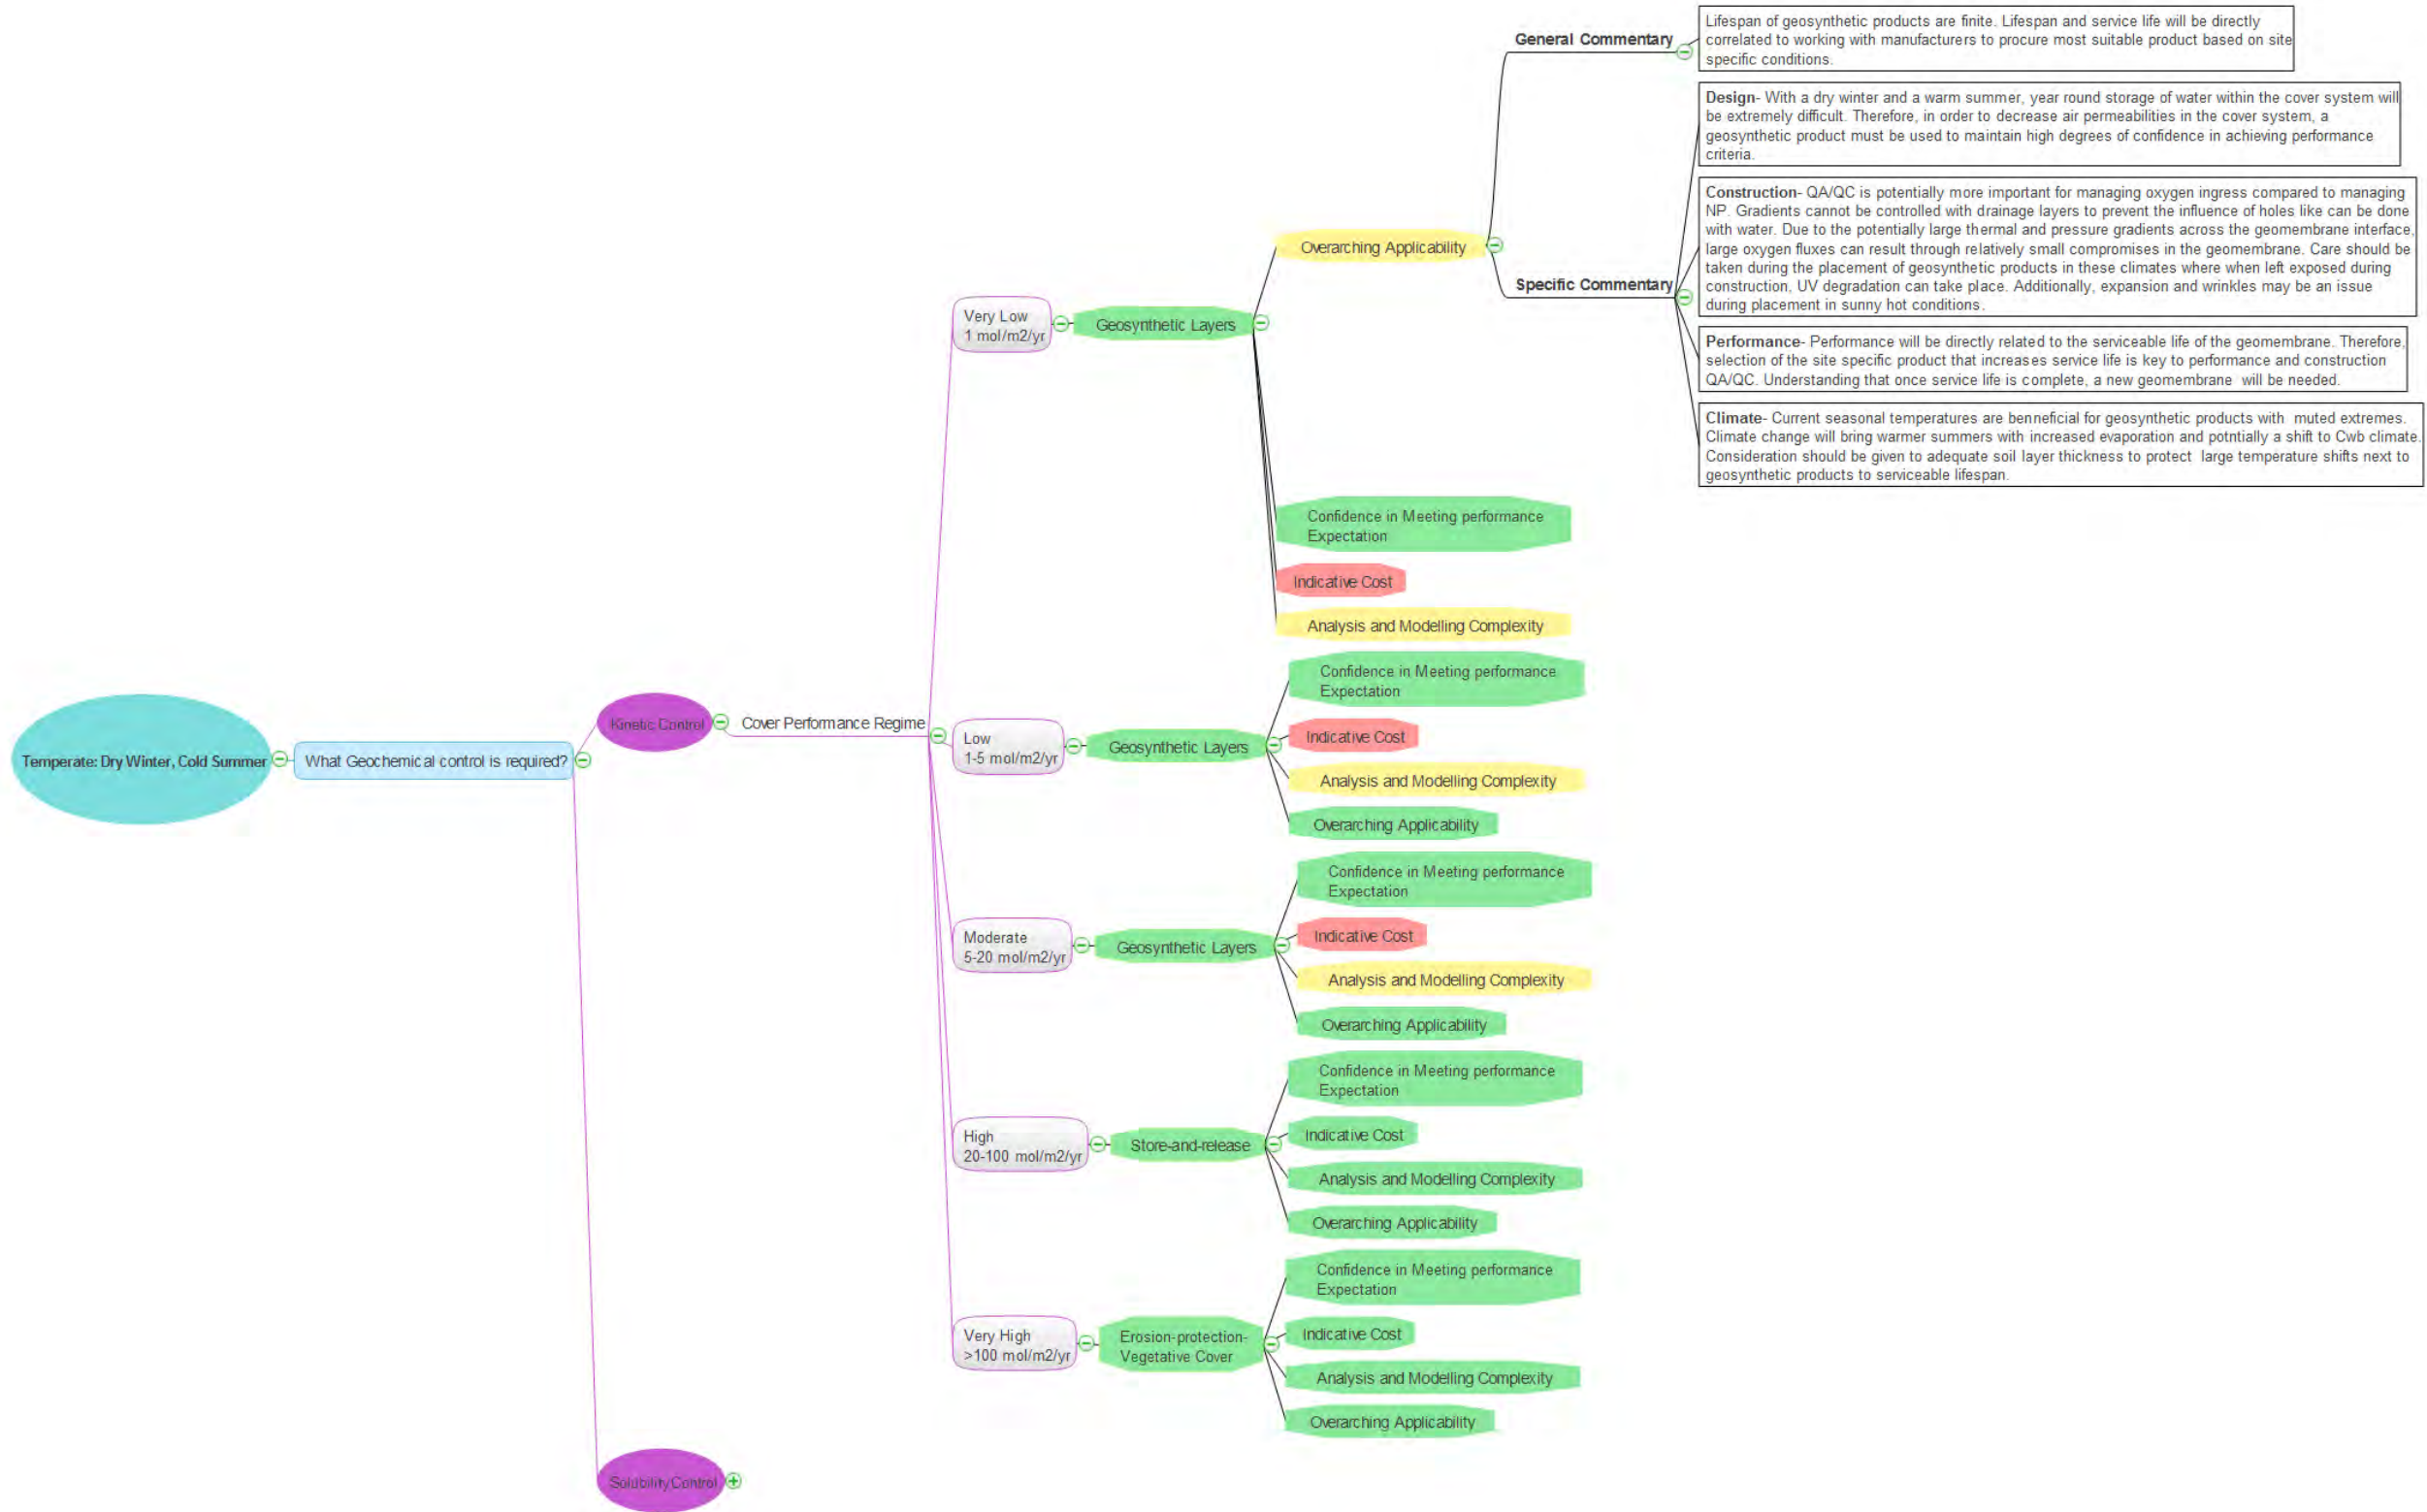 Temperate: Dry Winter, Cold Summer
What Geochemical control is required?
Kinetic Control
Cover Performance Regime
Very Low
1 mol/m2/yr
Geosynthetic Layers
Overarching Applicability
General Commentary
Lifespan of geosynthetic products are finite. Lifespan and service life will be directly
correlated to working with manufacturers to procure most suitable product based on site
specific conditions.
Specific Commentary
Design- With a dry winter and a warm summer, year round storage of water within the cover system will
be extremely difficult. Therefore, in order to decrease air permeabilities in the cover system, a
geosynthetic product must be used to maintain high degrees of confidence in achieving performance
criteria.
Construction- QA/QC is potentially more important for managing oxygen ingress compared to managing
NP. Gradients cannot be controlled with drainage layers to prevent the influence of holes like can be done
with water. Due to the potentially large thermal and pressure gradients across the geomembrane interface,
large oxygen fluxes can result through relatively small compromises in the geomembrane. Care should be
taken during the placement of geosynthetic products in these climates where when left exposed during
construction, UV degradation can take place. Additionally, expansion and wrinkles may be an issue
during placement in sunny hot conditions.
Performance- Performance will be directly related to the serviceable life of the geomembrane. Therefore,
selection of the site specific product that increases service life is key to performance and construction
QA/QC. Understanding that once service life is complete, a new geomembrane will be needed.
Climate- Current seasonal temperatures are benneficial for geosynthetic products with muted extremes.
Climate change will bring warmer summers with increased evaporation and potntially a shift to Cwb climate.
Consideration should be given to adequate soil layer thickness to protect large temperature shifts next to
geosynthetic products to serviceable lifespan.
Confidence in Meeting performance
Expectation
Indicative Cost
Analysis and Modelling Complexity
Low
1-5 mol/m2/yr
Geosynthetic Layers
Confidence in Meeting performance
Expectation
Indicative Cost
Analysis and Modelling Complexity
Overarching Applicability
Moderate
5-20 mol/m2/yr
Geosynthetic Layers
Confidence in Meeting performance
Expectation
Indicative Cost
Analysis and Modelling Complexity
Overarching Applicability
High
20-100 mol/m2/yr
Store-and-release
Confidence in Meeting performance
Expectation
Indicative Cost
Analysis and Modelling Complexity
Overarching Applicability
Very High
>100 mol/m2/yr
Erosion-protection-
Vegetative Cover
Confidence in Meeting performance
Expectation
Indicative Cost
Analysis and Modelling Complexity
Overarching Applicability
Solubility Control